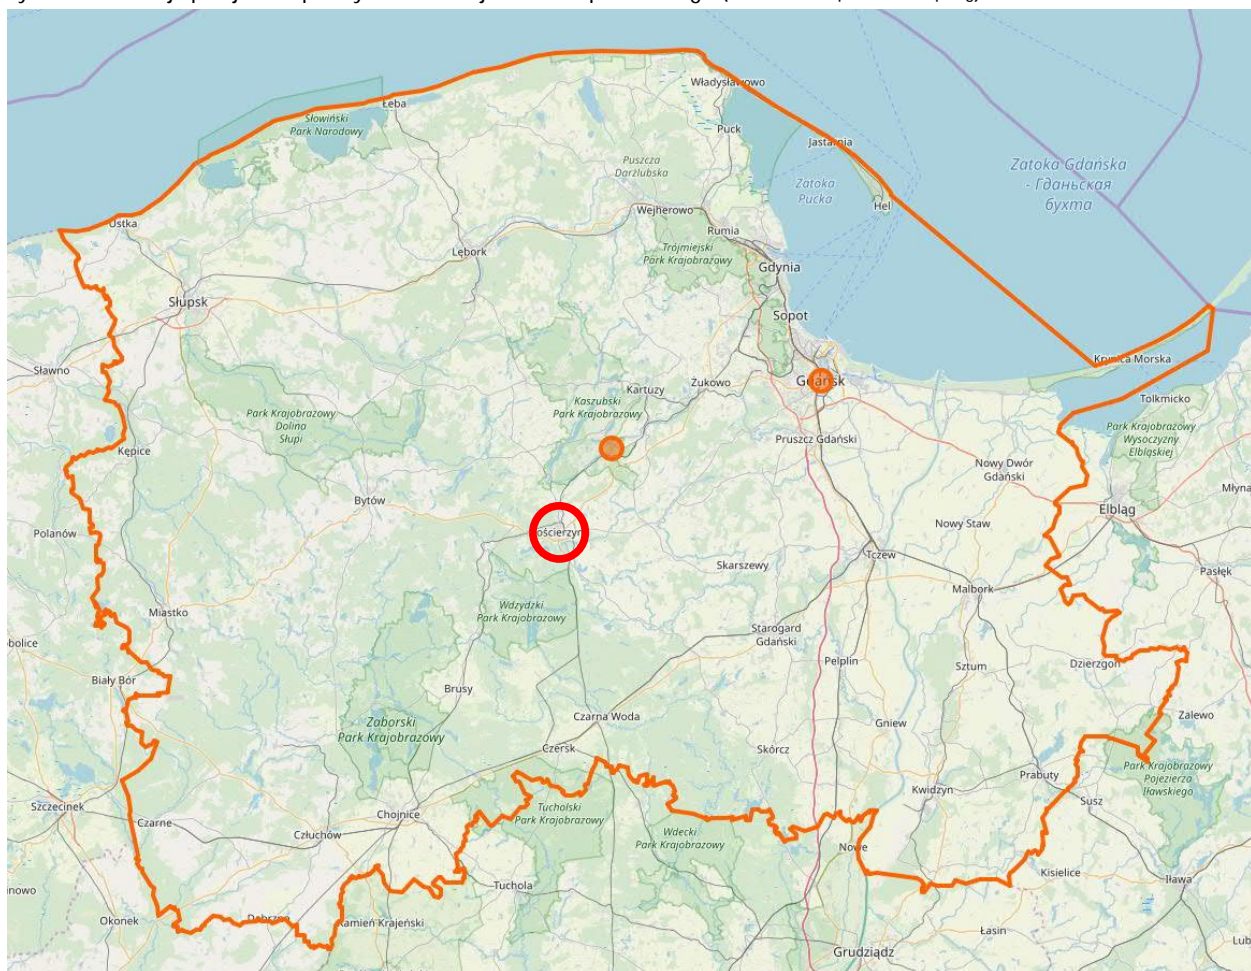 Władysławowo
Łeba
Słowiński
Park Narodowy
Puck
Jastarnia
Puszcza
Darżlubska
Zatoka Gdańska
- Гданьская
бухта
Zatoka
Pucka
Hel
Wejherowo
Ustka
Rumia
Lębork
Trójmiejski
Park Krajobrazowy
Gdynia
Słupsk
Sopot
Krynica Morska
Sławno
Gdańsk
Kartuzy
Żukowo
Tolkmicko
Kaszubski
Park Krajobrazowy
Park Krajobrazowy
Dolina
Słupi
Park Krajobrazowy
Wysoczyzny
Elbląskiej
Kępice
Pruszcz Gdański
Nowy Dwór
Gdański
Młyna
Bytów
Elbląg
Polanów
ościerzyn
Nowy Staw
Tczew
Skarszewy
Pasłęk
Malbork
Miastko
Wdzydzki
Park Krajobrazowy
Starogard
Gdański
obolice
Pelplin
Sztum
Dzierzgoń
Biały Bór
Brusy
Zaborski
Park Krajobrazowy
Czarna Woda
Gniew
Zalewo
Czersk
Skórcz
Park Krajobrazowy
Pojezierza
Iławskiego
Prabuty
Szczecinek
Kwidzyn
Susz
Tucholski
Park Krajobrazowy
Chojnice
Czarne
Człuchów
Wdecki
Park Krajobrazowy
Nowe
Kisielice
Iława
Tuchola
nowo
Okonek
Debrzno
Kamień Krajeński
Łasin
Lub
Grudziądz